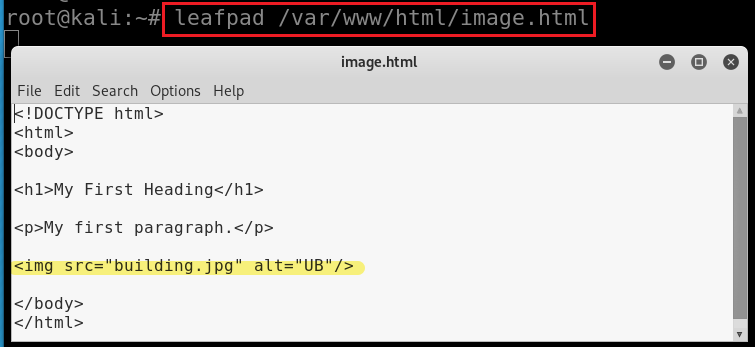 root@kali:~# leafpad /var/www/html/image.html
image.html
File Edit Search Options Help
<!DOCTYPE html>
<html>
<body>
<h1>My First Heading</h1>
<p>My first paragraph.</p>
<img src="building.jpg" alt="UB"/>
</body>
</html>